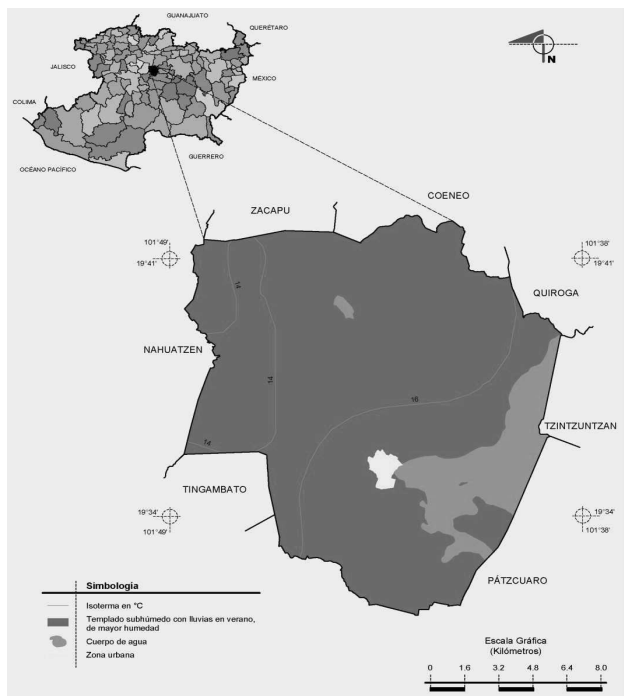 GUANAJUATO
QUERÉTARO
JALISCO
MÉXICO
COLIMA
GUERRERO
OCÉANO PACÍFICO
N
COENEO
ZACAPU
101°49'
19°41'
101°38'
19°41'
QUIROGA
14
NAHUATZEN
14
16
TZINTZUNTZAN
14
TINGAMBATO
19°34'
101°49'
19°34'
101°38'
PÁTZCUARO
Simbología
Isoterma en °C
Templado subhúmedo con lluvias en verano,
de mayor humedad
Cuerpo de agua
Zona urbana
Escala Gráfica
(Kilómetros)
0 1.6 3.2 4.8 6.4 8.0